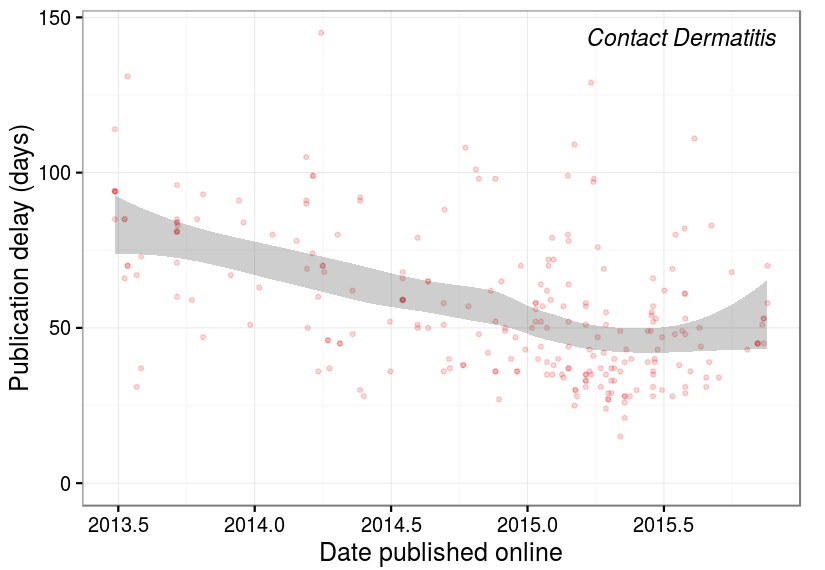 Contact Dermatitis
Publication delay (days)
150
100
50
0
2013.5 2014.0 2014.5 2015.0 2015.5
Date published online